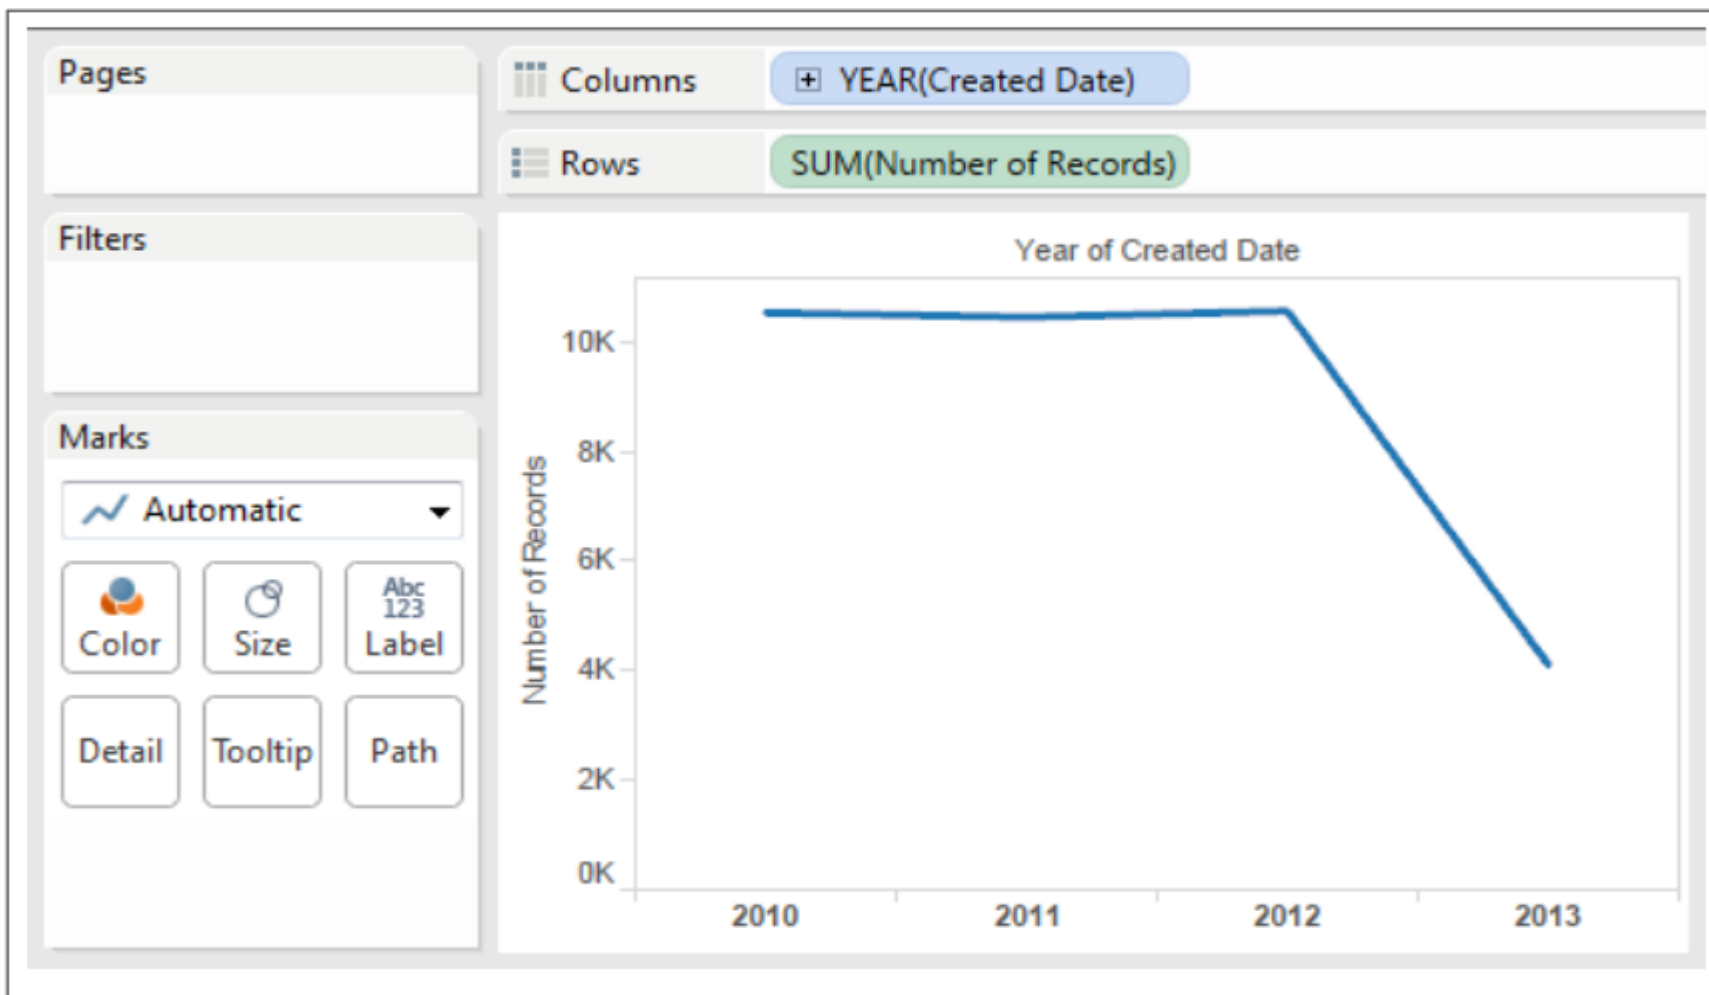 Pages
Columns
YEAR(Created Date)
Rows
SUM(Number of Records)
Filters
Marks
Automatic
Color
Size
Abc
123
Label
Detail
Tooltip
Path
Year of Created Date
Number of Records
10K
8K
6K
4K
2K
0K
2010 2011 2012 2013